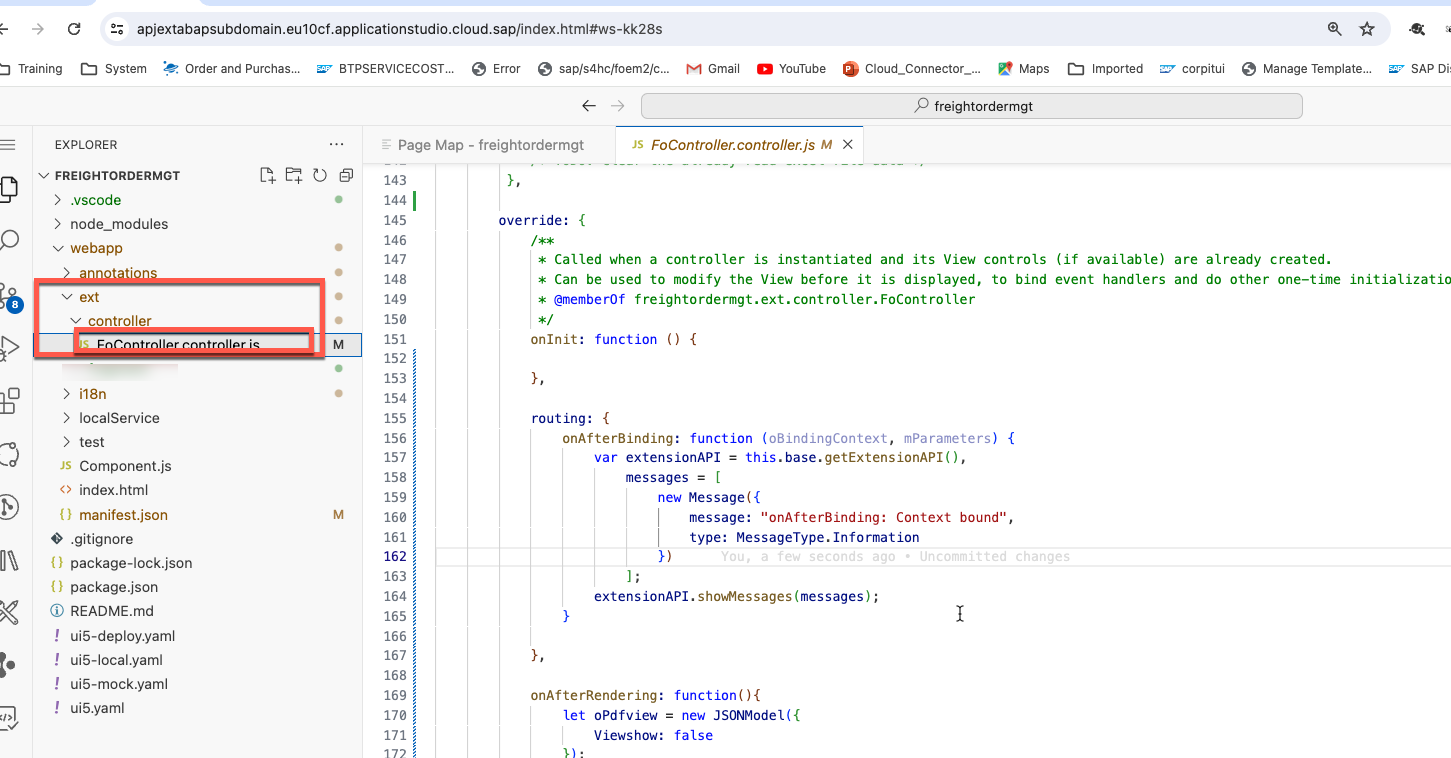 apjextabapsubdomain.eu10cf.applicationstudio.cloud.sap/index.html#ws-kk28s
Training System Order and Purchas... BTPSERVICECOST... Error sap/s4hc/foem2/c... Gmail YouTube Cloud_Connector_... Maps Imported corpitui Manage Template... SAP Di
freightordermgt
EXPLORER
FREIGHTORDERMGT
.vscode
node_modules
webapp
annotations
ext
controller
JS FoController.controller.js M
i18n
localService
test
JS Component.js
<> index.html
{} manifest.json M
.gitignore
{} package-lock.json
{} package.json
README.md
! ui5-deploy.yaml
! ui5-local.yaml
! ui5-mock.yaml
! ui5.yaml
8
Page Map - freightordermgt
JS FoController.controller.js M
143 },
144
145 override: {
146 /**
147 * Called when a controller is instantiated and its View controls (if available) are already created.
148 * Can be used to modify the View before it is displayed, to bind event handlers and do other one-time initializatio
149 * @memberOf freightordermgt.ext.controller.FoController
150 */
151 onInit: function () {
152
153 },
154
155 routing: {
156 onAfterBinding: function (oBindingContext, mParameters) {
157 var extensionAPI = this.base.getExtensionAPI(),
158 messages = [
159 new Message({
160 message: "onAfterBinding: Context bound",
161 type: MessageType.Information
162 }) You, a few seconds ago • Uncommitted changes
163 ];
164 extensionAPI.showMessages(messages);
165 }
166
167 },
168
169 onAfterRendering: function(){
170 let oPdfview = new JSONModel({
171 Viewshow: false
172 });